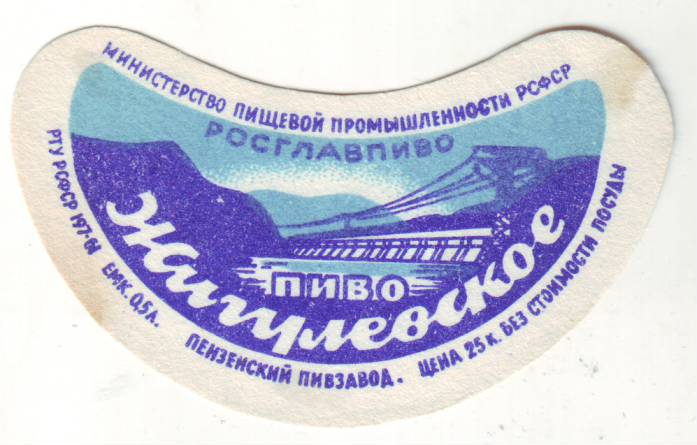 МИНИСТЕРСТВО ПИЩЕВОЙ ПРОМЫШЛЕННОСТИ РСФСР
РОСГЛАВПИВО
ПИВО
Жигулевское
РТУ РСФСР 197-61 ЕМК. 0,5 Л.
ПЕНЗЕНСКИЙ ПИВЗАВОД. ЦЕНА 25 К. БЕЗ СТОИМОСТИ ПОСУДЫ